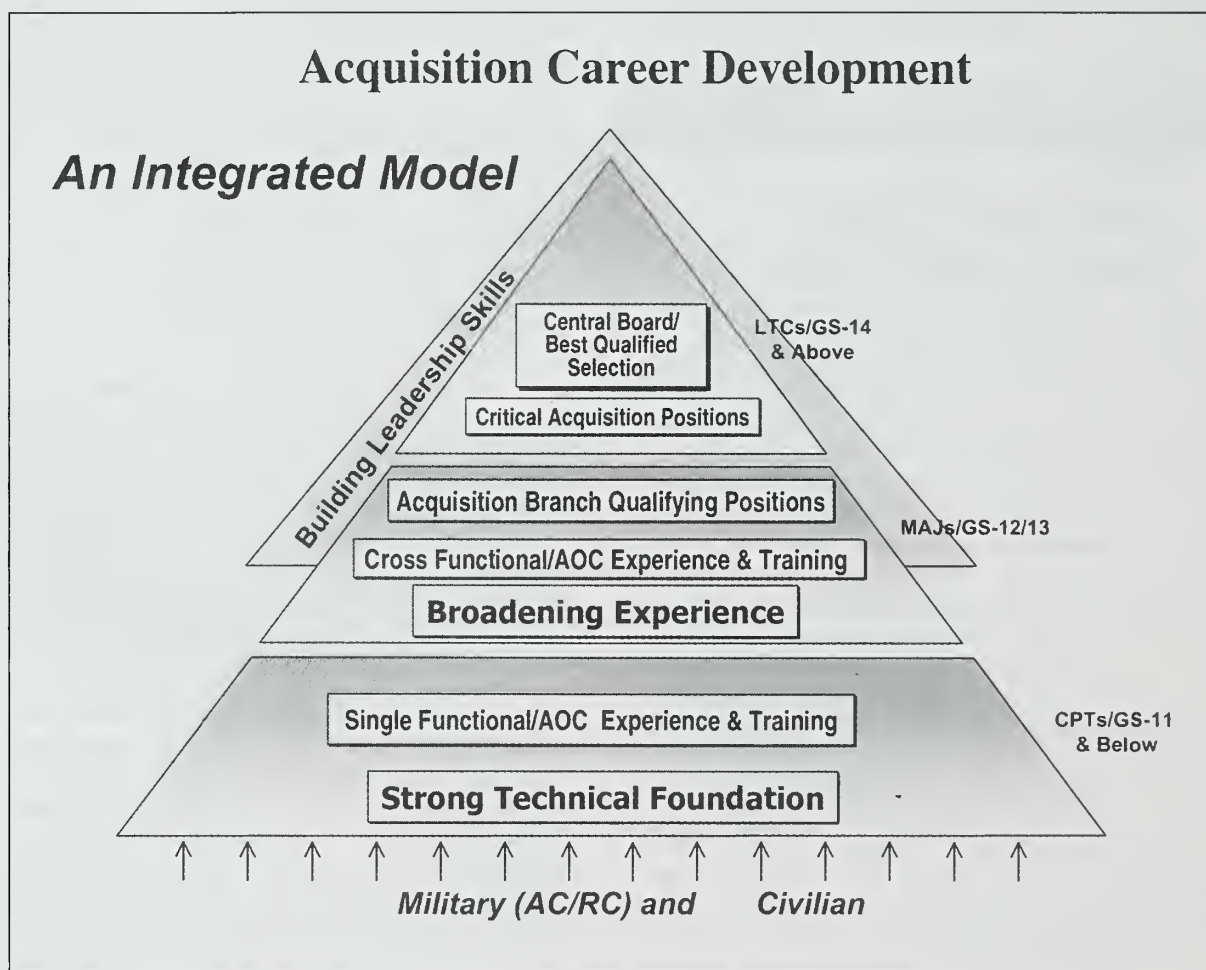 Acquisition Career Development
An Integrated Model
Building Leadership Skills
Central Board/
Best Qualified
Selection
Critical Acquisition Positions
LTCs/GS-14
& Above
Acquisition Branch Qualifying Positions
Cross Functional/AOC Experience & Training
Broadening Experience
MAJs/GS-12/13
Single Functional/AOC Experience & Training
Strong Technical Foundation
CPTs/GS-11
& Below
Military (AC/RC) and Civilian